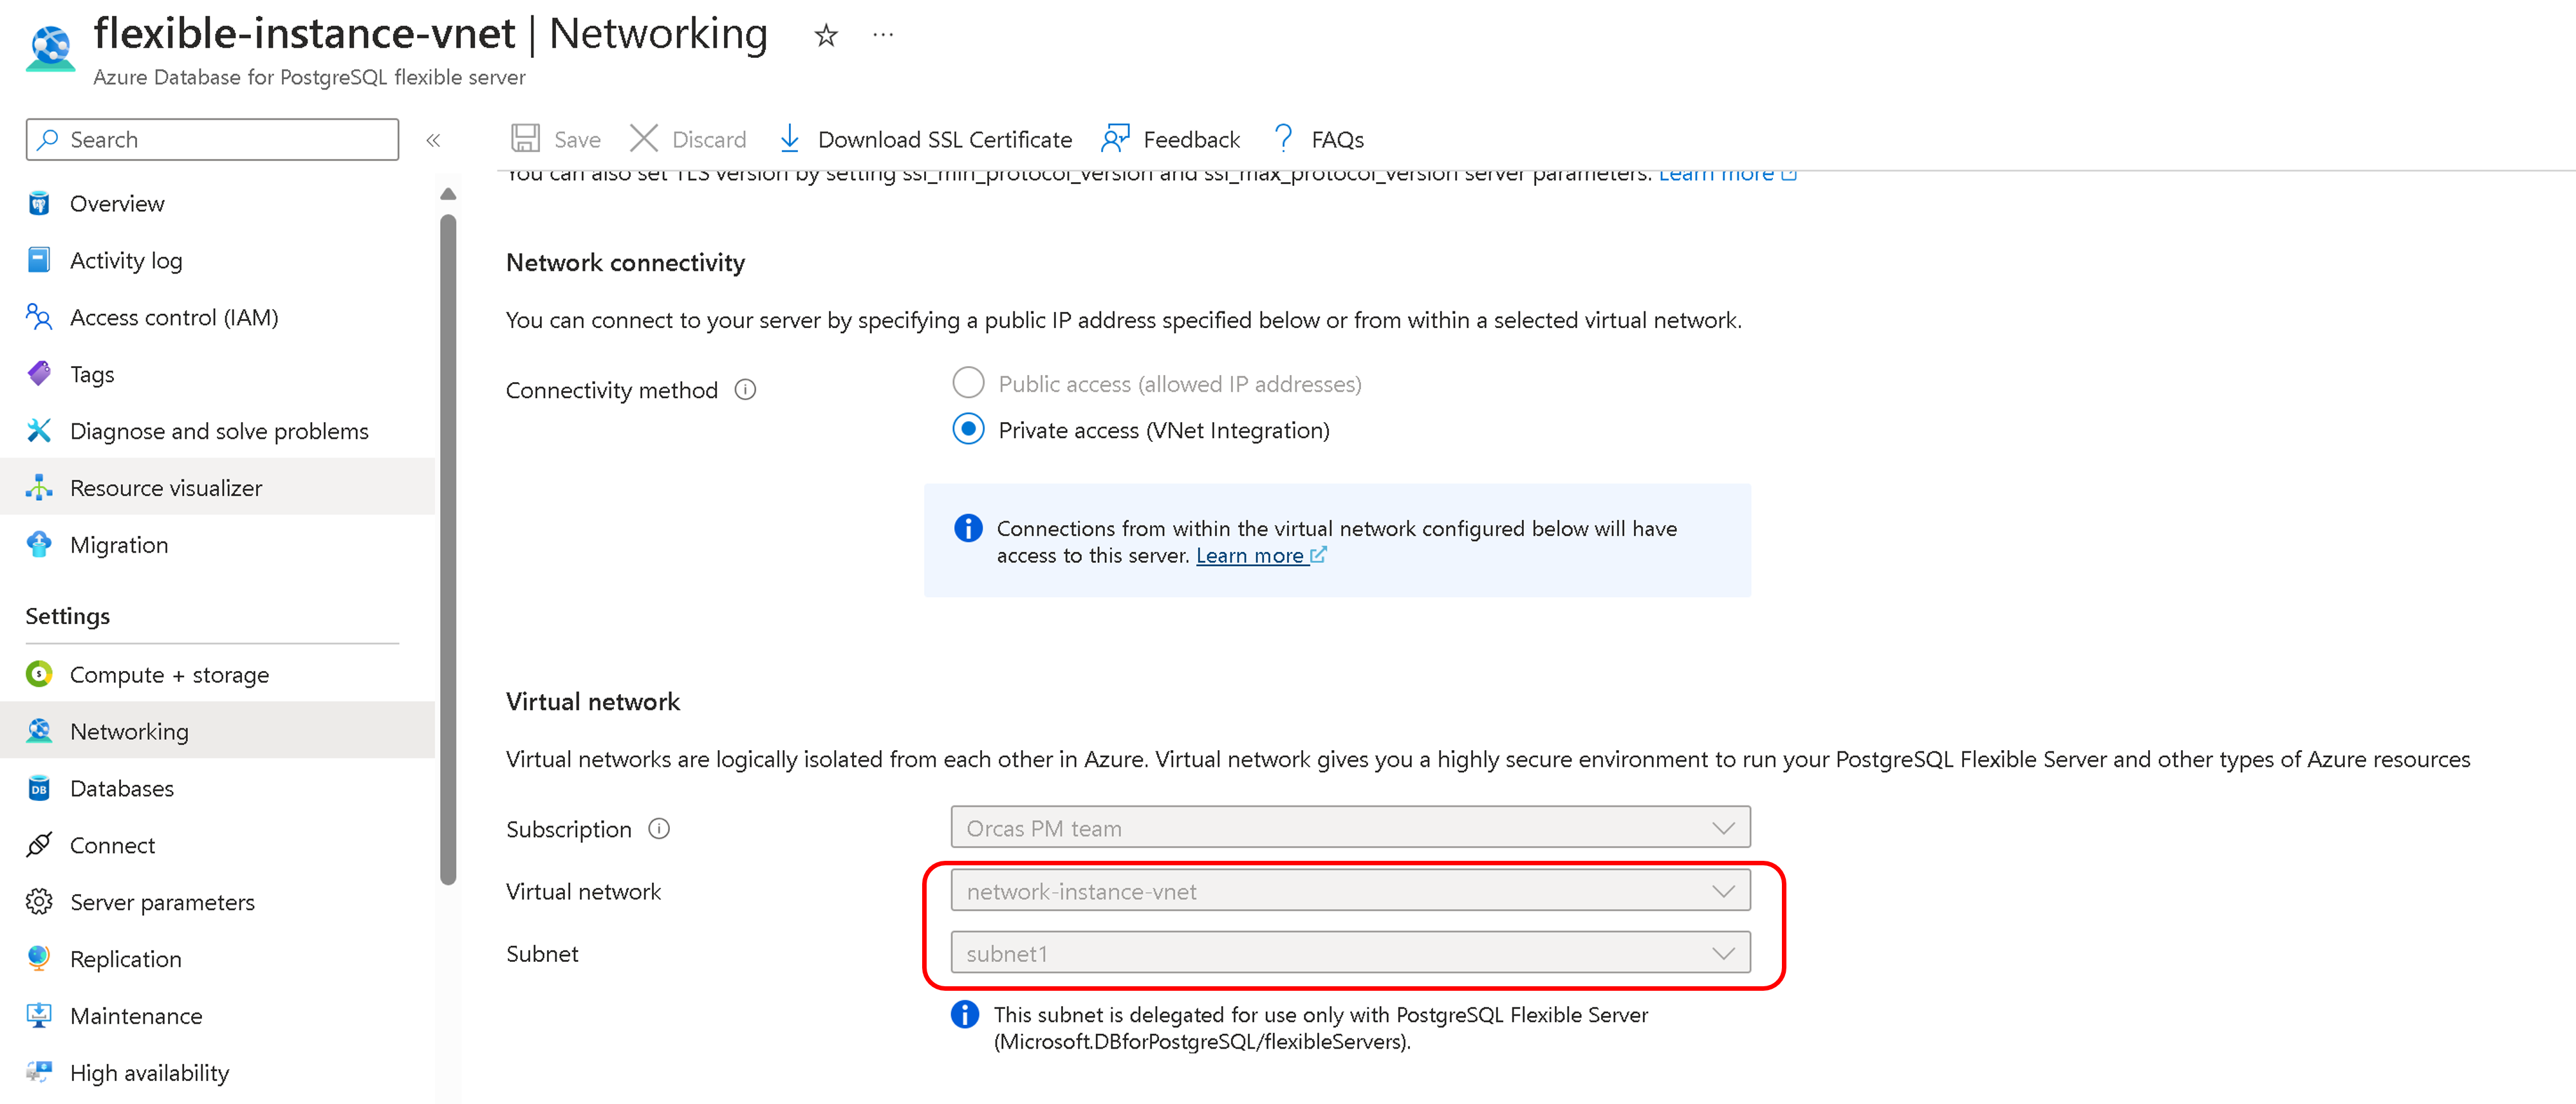 flexible-instance-vnet | Networking
Azure Database for PostgreSQL flexible server
Search
Save
Discard
Download SSL Certificate
Feedback
FAQs
Overview
Activity log
Access control (IAM)
Tags
Diagnose and solve problems
Resource visualizer
Migration
Settings
Compute + storage
Networking
Databases
Connect
Server parameters
Replication
Maintenance
High availability
You can also set TLS version by setting ssl_min_protocol_version and ssl_max_protocol_version server parameters. Learn more
Network connectivity
You can connect to your server by specifying a public IP address specified below or from within a selected virtual network.
Connectivity method
Public access (allowed IP addresses)
Private access (VNet Integration)
Connections from within the virtual network configured below will have
access to this server. Learn more
Virtual network
Virtual networks are logically isolated from each other in Azure. Virtual network gives you a highly secure environment to run your PostgreSQL Flexible Server and other types of Azure resources
Subscription
Orcas PM team
Virtual network
network-instance-vnet
Subnet
subnet1
This subnet is delegated for use only with PostgreSQL Flexible Server
(Microsoft.DBforPostgreSQL/flexibleServers).